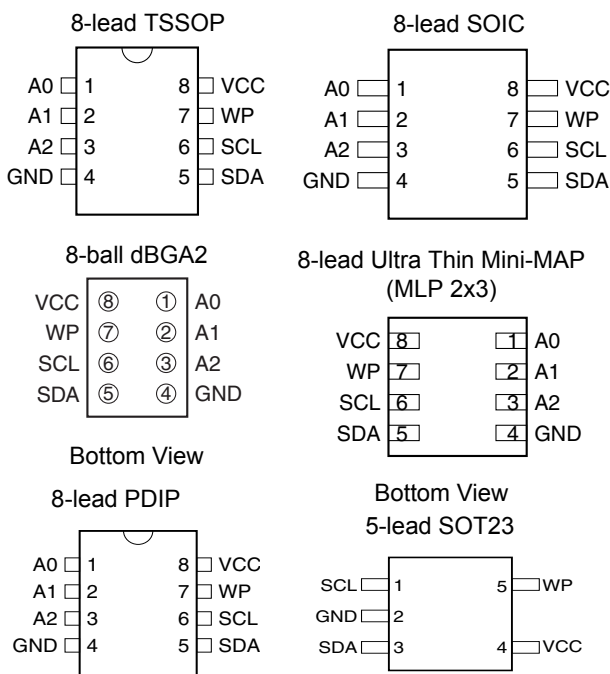 8-lead TSSOP
A0 1 8 VCC
A1 2 7 WP
A2 3 6 SCL
GND 4 5 SDA
8-lead SOIC
A0 1 8 VCC
A1 2 7 WP
A2 3 6 SCL
GND 4 5 SDA
8-ball dBGA2
VCC 8 1 A0
WP 7 2 A1
SCL 6 3 A2
SDA 5 4 GND
Bottom View
8-lead Ultra Thin Mini-MAP
(MLP 2x3)
VCC 8 1 A0
WP 7 2 A1
SCL 6 3 A2
SDA 5 4 GND
Bottom View
8-lead PDIP
A0 1 8 VCC
A1 2 7 WP
A2 3 6 SCL
GND 4 5 SDA
5-lead SOT23
SCL 1 5 WP
GND 2
SDA 3 4 VCC